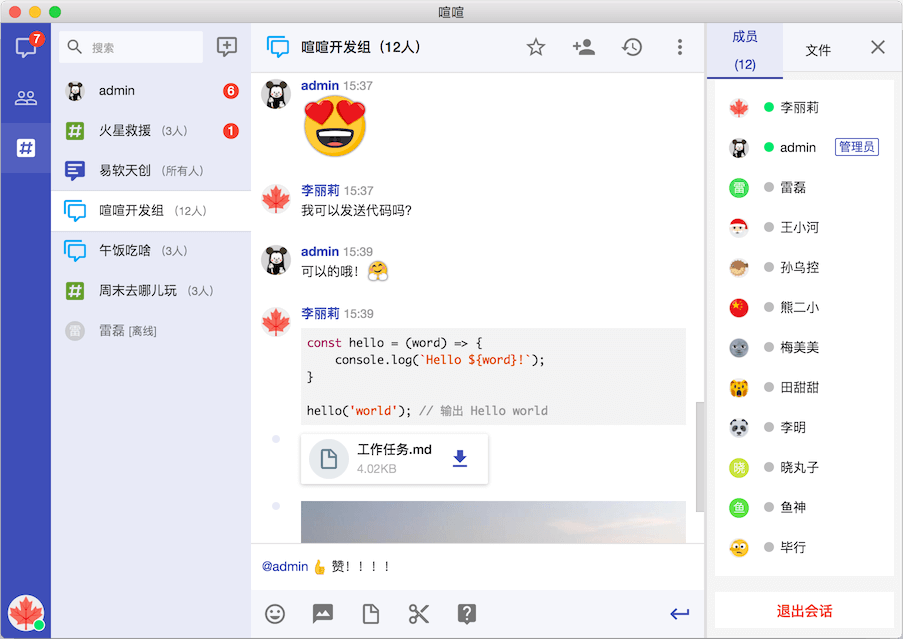 喧喧
7
搜索
admin
6
火星救援 (3人)
1
易软天创 (所有人)
喧喧开发组 (12人)
午饭吃啥 (3人)
周末去哪儿玩 (3人)
雷
雷磊 [离线]
喧喧开发组 (12人)
admin 15:37
李丽莉 15:37
我可以发送代码吗?
admin 15:39
可以的哦!
李丽莉 15:39
const hello = (word) => {
console.log(`Hello ${word}!`);
}
hello('world'); // 输出 Hello world
工作任务.md
4.02KB
@admin 赞!!!!
成员
(12)
文件
李丽莉
admin 管理员
雷 雷磊
王小河
孙乌控
熊二小
梅美美
田甜甜
李明
晓 晓丸子
鱼 鱼神
毕行
退出会话